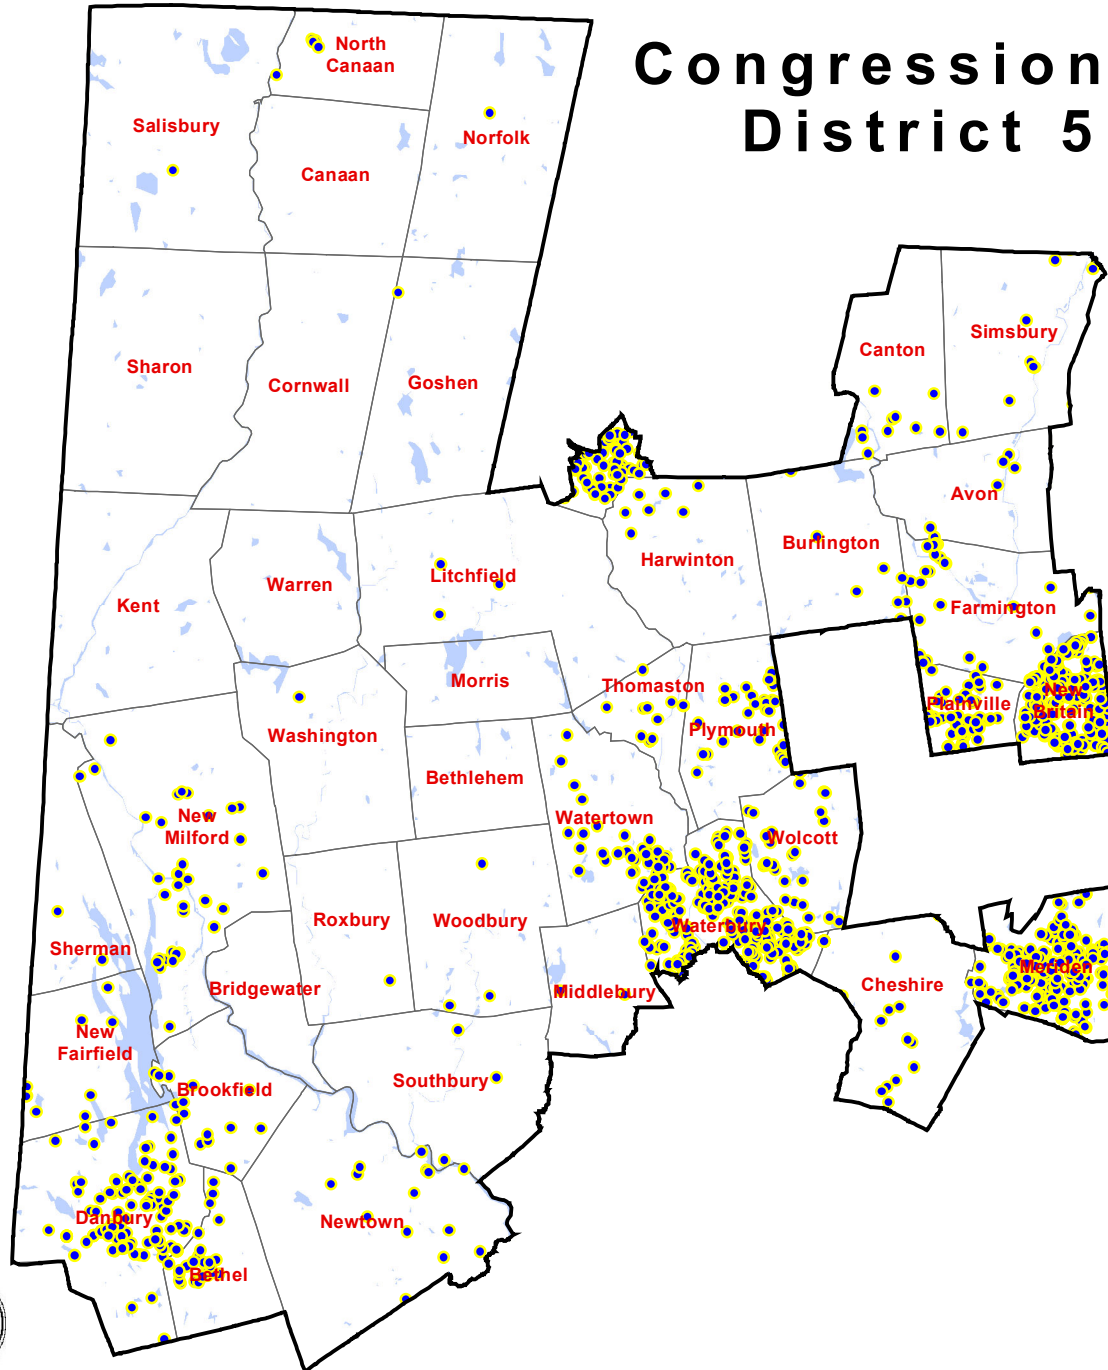 Congression
District 5
North
Canaan
Salisbury
Norfolk
Canaan
Simsbury
Canton
Sharon
Cornwall
Goshen
Avon
Burlington
Harwinton
Litchfield
Warren
Kent
Farmington
Morris
Thomaston
New
Britain
Plainville
Plymouth
Washington
Bethlehem
New
Milford
Watertown
Wolcott
Roxbury
Woodbury
Waterbury
Sherman
Meriden
Bridgewater
Middlebury
Cheshire
New
Fairfield
Brookfield
Southbury
Danbury
Newtown
Bethel